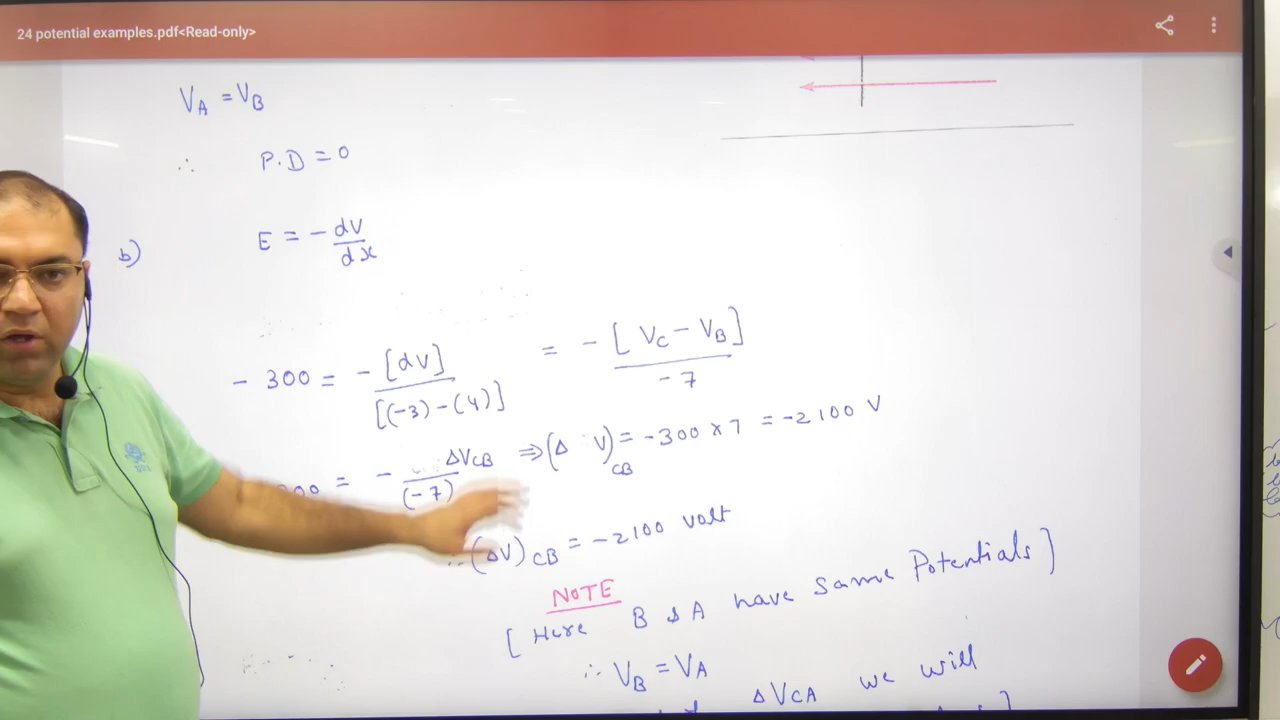 24 potential examples.pdf<Read-only>
V_A = V_B
∴ P.D = 0
b) E = - dV/dx
- 300 = - [dV]/[(-3)-(4)] = - [V_C - V_B]/-7
300 = - ΔV_CB/(-7) ⇒ (Δ V)_CB = -300 × 7 = -2100 V
∴ (ΔV)_CB = -2100 volt
NOTE
[ Here B & A have same Potentials ]
∴ V_B = V_A
ΔV_CA we will